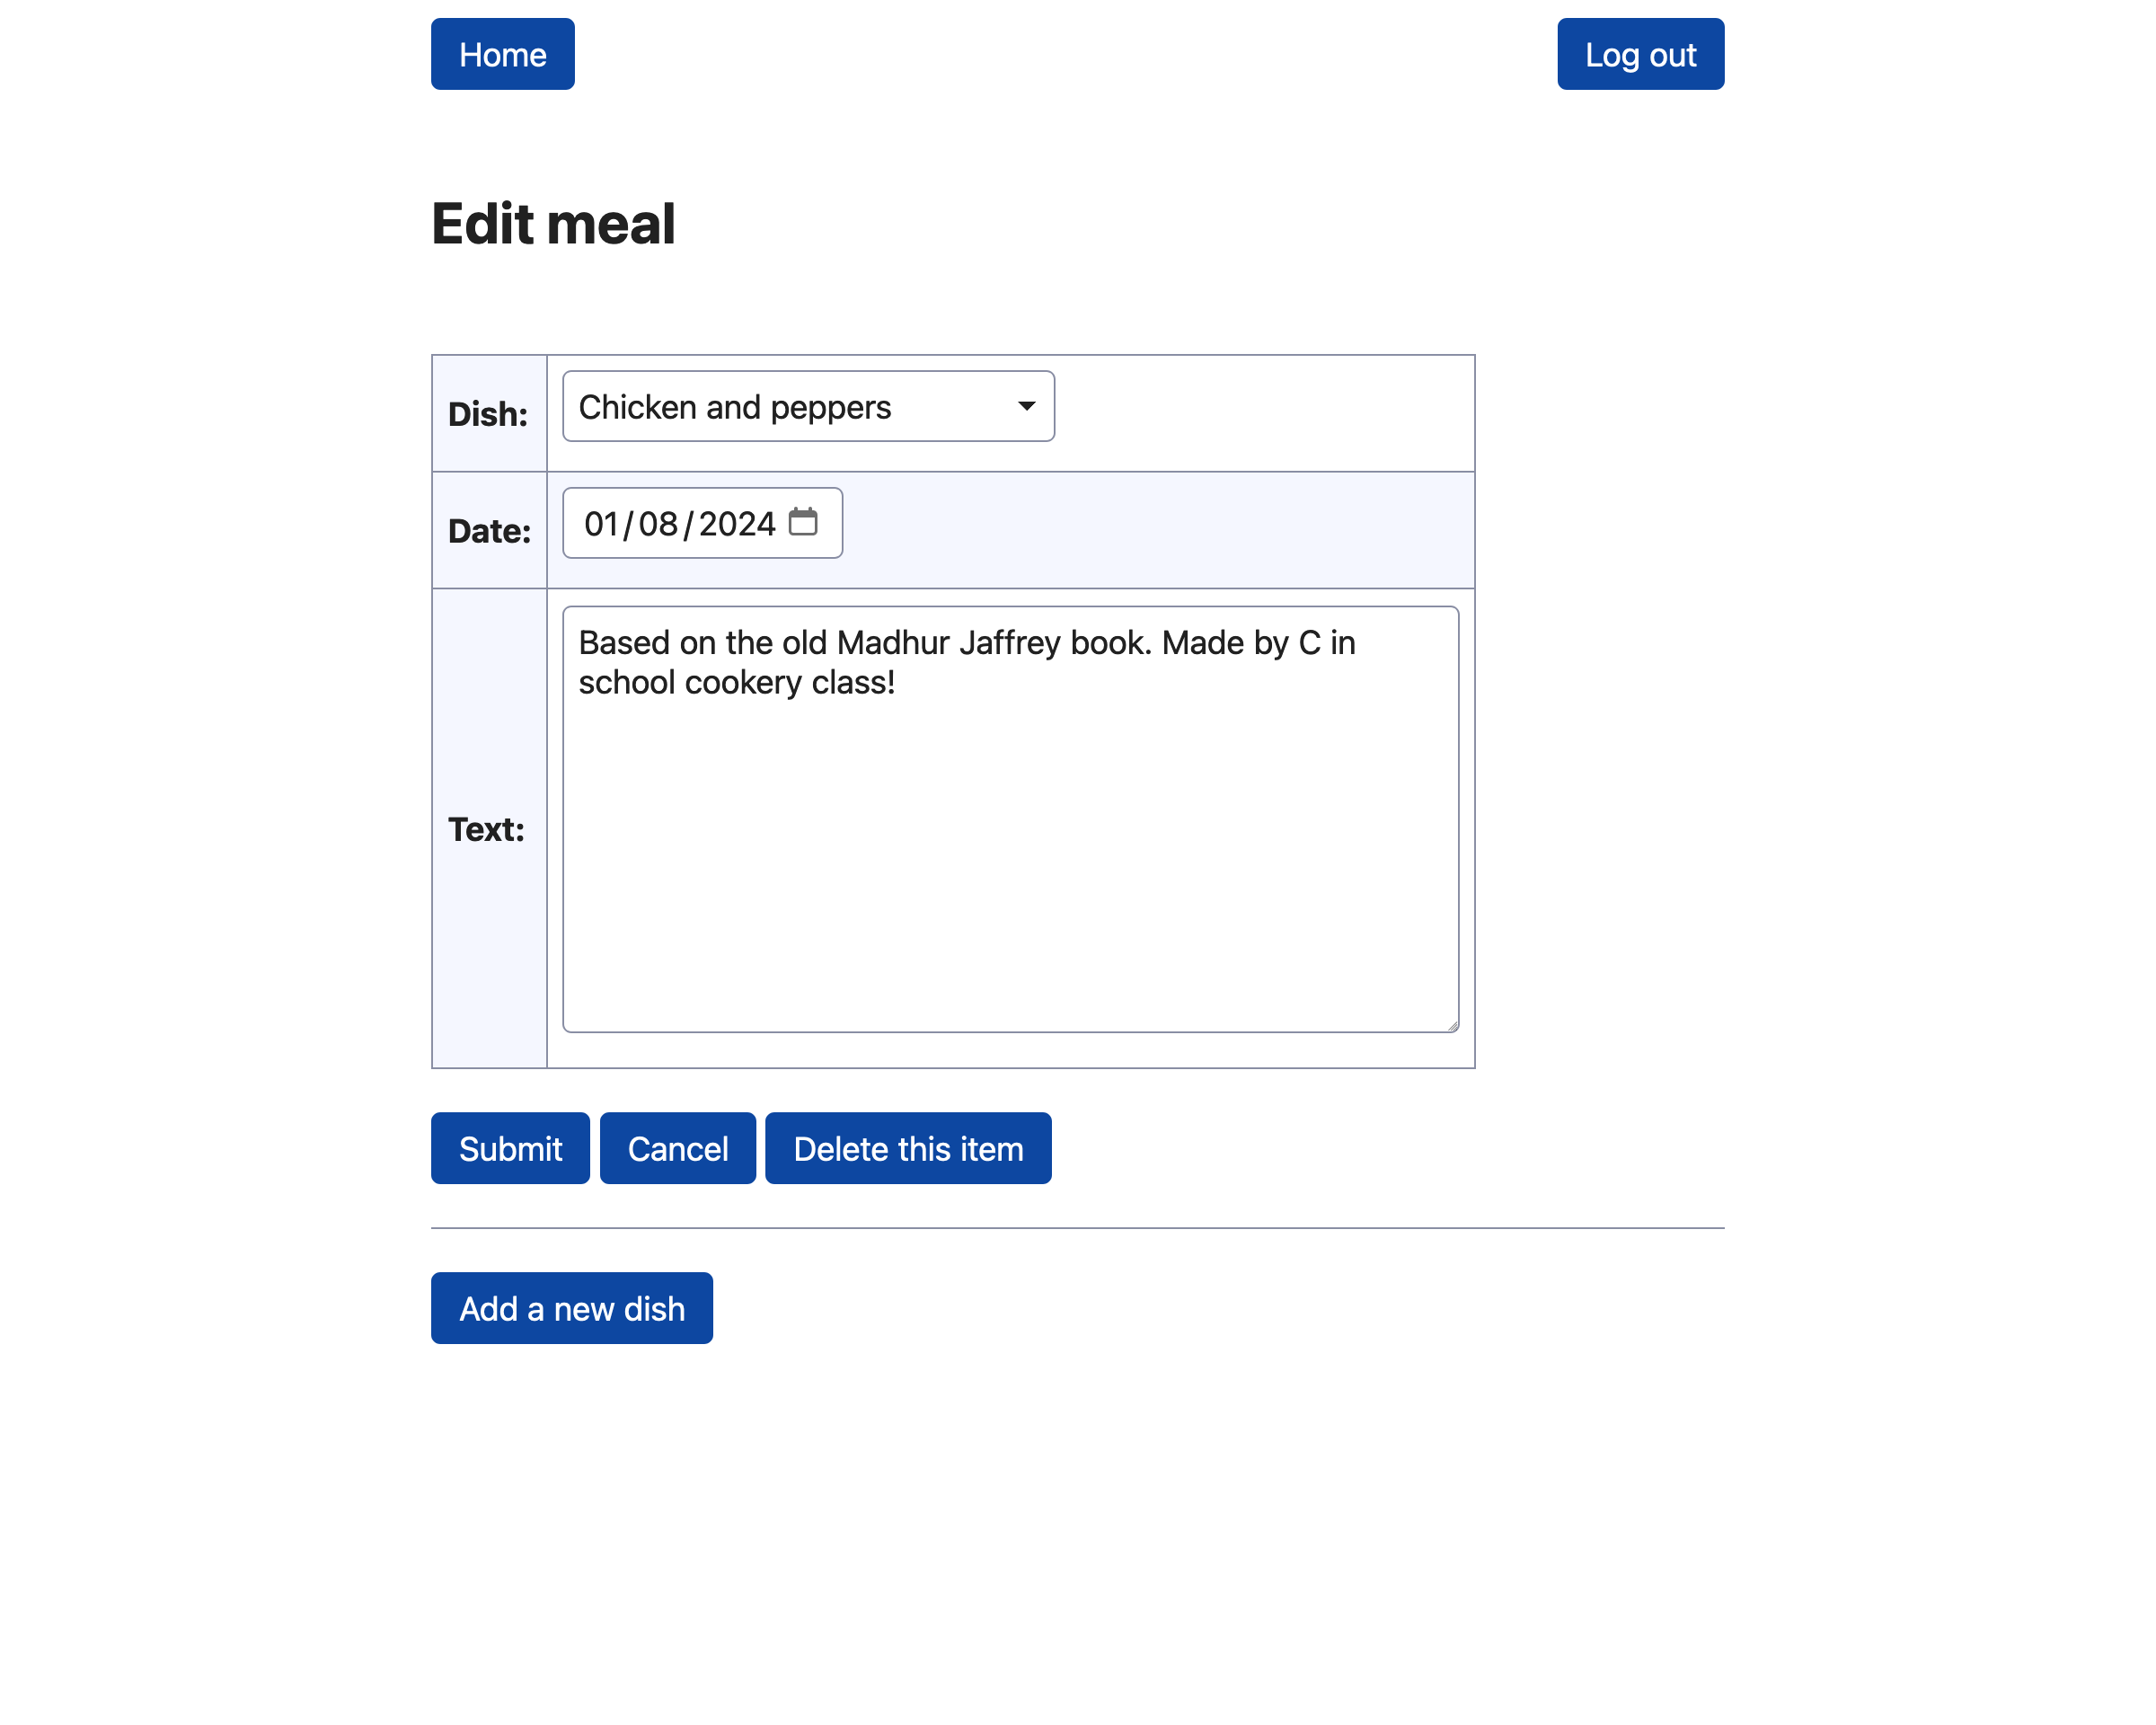 Home
Log out
Edit meal
Dish:
Chicken and peppers
Date:
01/08/2024
Text:
Based on the old Madhur Jaffrey book. Made by C in
school cookery class!
Submit
Cancel
Delete this item
Add a new dish